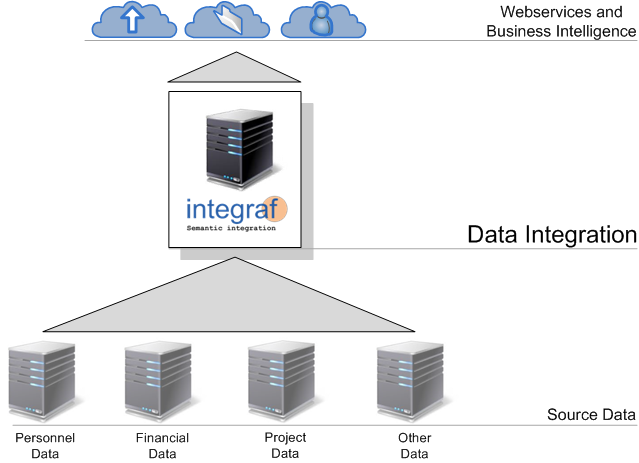 Webservices and
Business Intelligence
integraf
Semantic integration
Data Integration
Source Data
Personnel
Data
Financial
Data
Project
Data
Other
Data